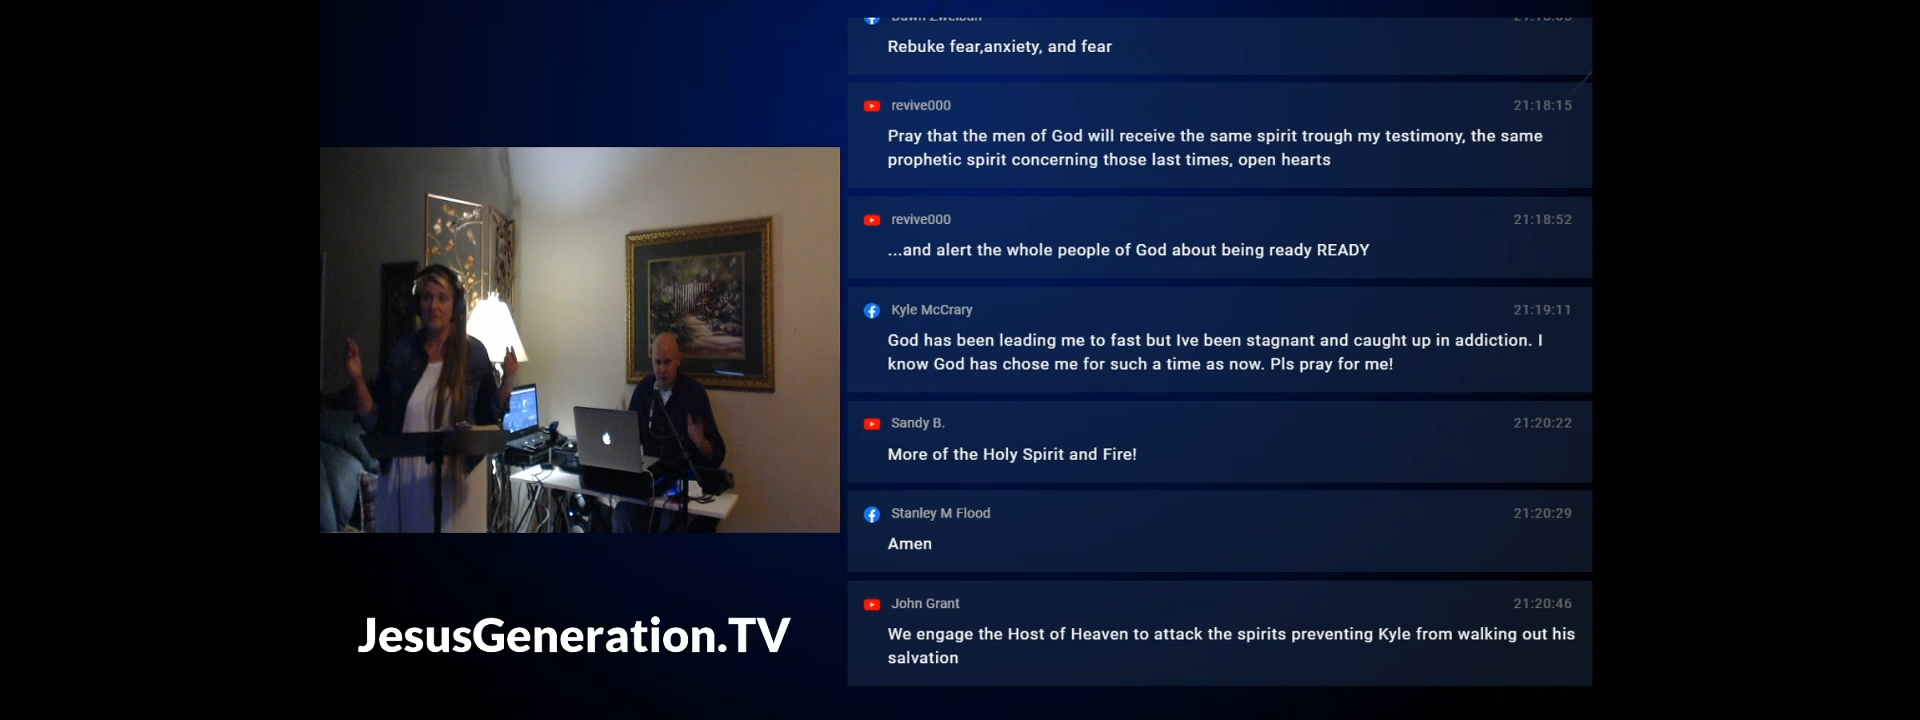 Rebuke fear,anxiety, and fear
revive000 21:18:15
Pray that the men of God will receive the same spirit trough my testimony, the same
prophetic spirit concerning those last times, open hearts
revive000 21:18:52
...and alert the whole people of God about being ready READY
Kyle McCrary 21:19:11
God has been leading me to fast but Ive been stagnant and caught up in addiction. I
know God has chose me for such a time as now. Pls pray for me!
Sandy B. 21:20:22
More of the Holy Spirit and Fire!
Stanley M Flood 21:20:29
Amen
John Grant 21:20:46
We engage the Host of Heaven to attack the spirits preventing Kyle from walking out his
salvation
JesusGeneration.TV